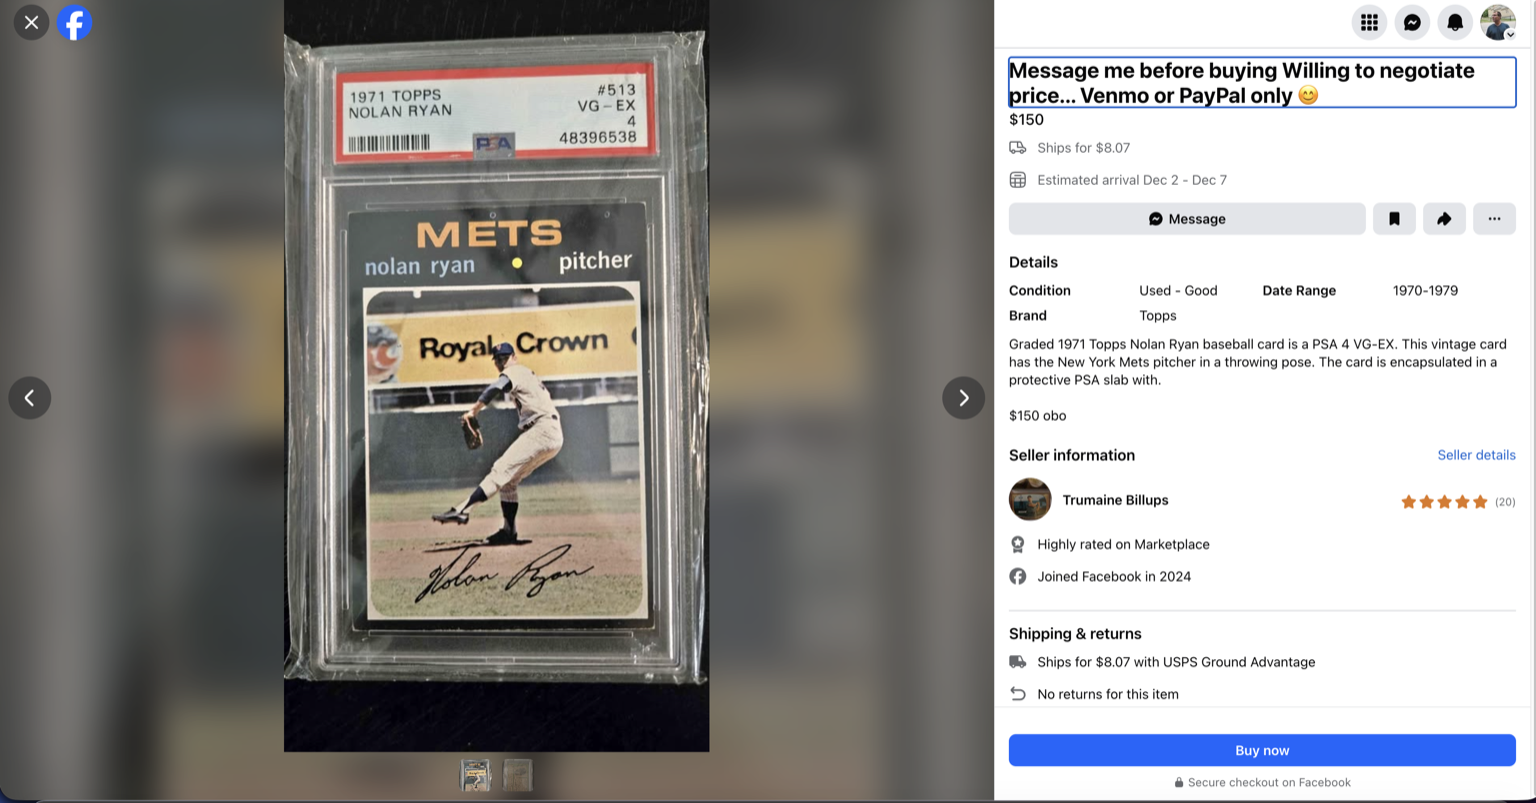 1971 TOPPS
NOLAN RYAN
#513
VG-EX
4
48396538
PSA
METS
nolan ryan
pitcher
Royal Crown
Nolan Ryan
Message me before buying Willing to negotiate
price... Venmo or PayPal only 😊
$150
Ships for $8.07
Estimated arrival Dec 2 - Dec 7
Message
Details
Condition Used - Good Date Range 1970-1979
Brand Topps
Graded 1971 Topps Nolan Ryan baseball card is a PSA 4 VG-EX. This vintage card
has the New York Mets pitcher in a throwing pose. The card is encapsulated in a
protective PSA slab with.
$150 obo
Seller information Seller details
Trumaine Billups (20)
Highly rated on Marketplace
Joined Facebook in 2024
Shipping & returns
Ships for $8.07 with USPS Ground Advantage
No returns for this item
Buy now
Secure checkout on Facebook